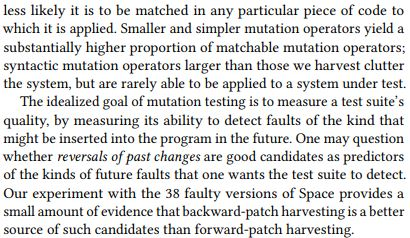 less likely it is to be matched in any particular piece of code to
which it is applied. Smaller and simpler mutation operators yield a
substantially higher proportion of matchable mutation operators;
syntactic mutation operators larger than those we harvest clutter
the system, but are rarely able to be applied to a system under test.
The idealized goal of mutation testing is to measure a test suite's
quality, by measuring its ability to detect faults of the kind that
might be inserted into the program in the future. One may question
whether reversals of past changes are good candidates as predictors
of the kinds of future faults that one wants the test suite to detect.
Our experiment with the 38 faulty versions of Space provides a
small amount of evidence that backward-patch harvesting is a better
source of such candidates than forward-patch harvesting.